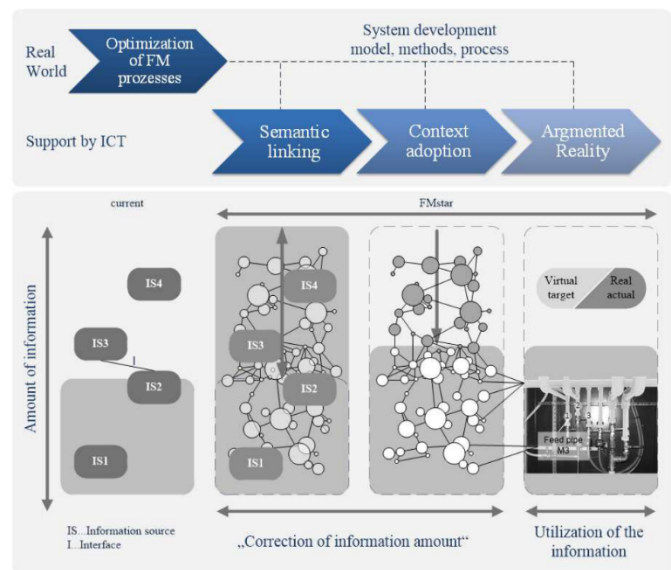 Real
World
Optimization
of FM
prozesses
System development
model, methods, process
Support by ICT
Semantic
linking
Context
adoption
Argmented
Reality
current
FMstar
Amount of information
IS4
IS3
I
IS2
IS1
IS4
IS3
IS2
IS1
Virtual
target
Real
actual
3
Feed pipe
M3
IS...Information source
I...Interface
„Correction of information amount“
Utilization of the
information